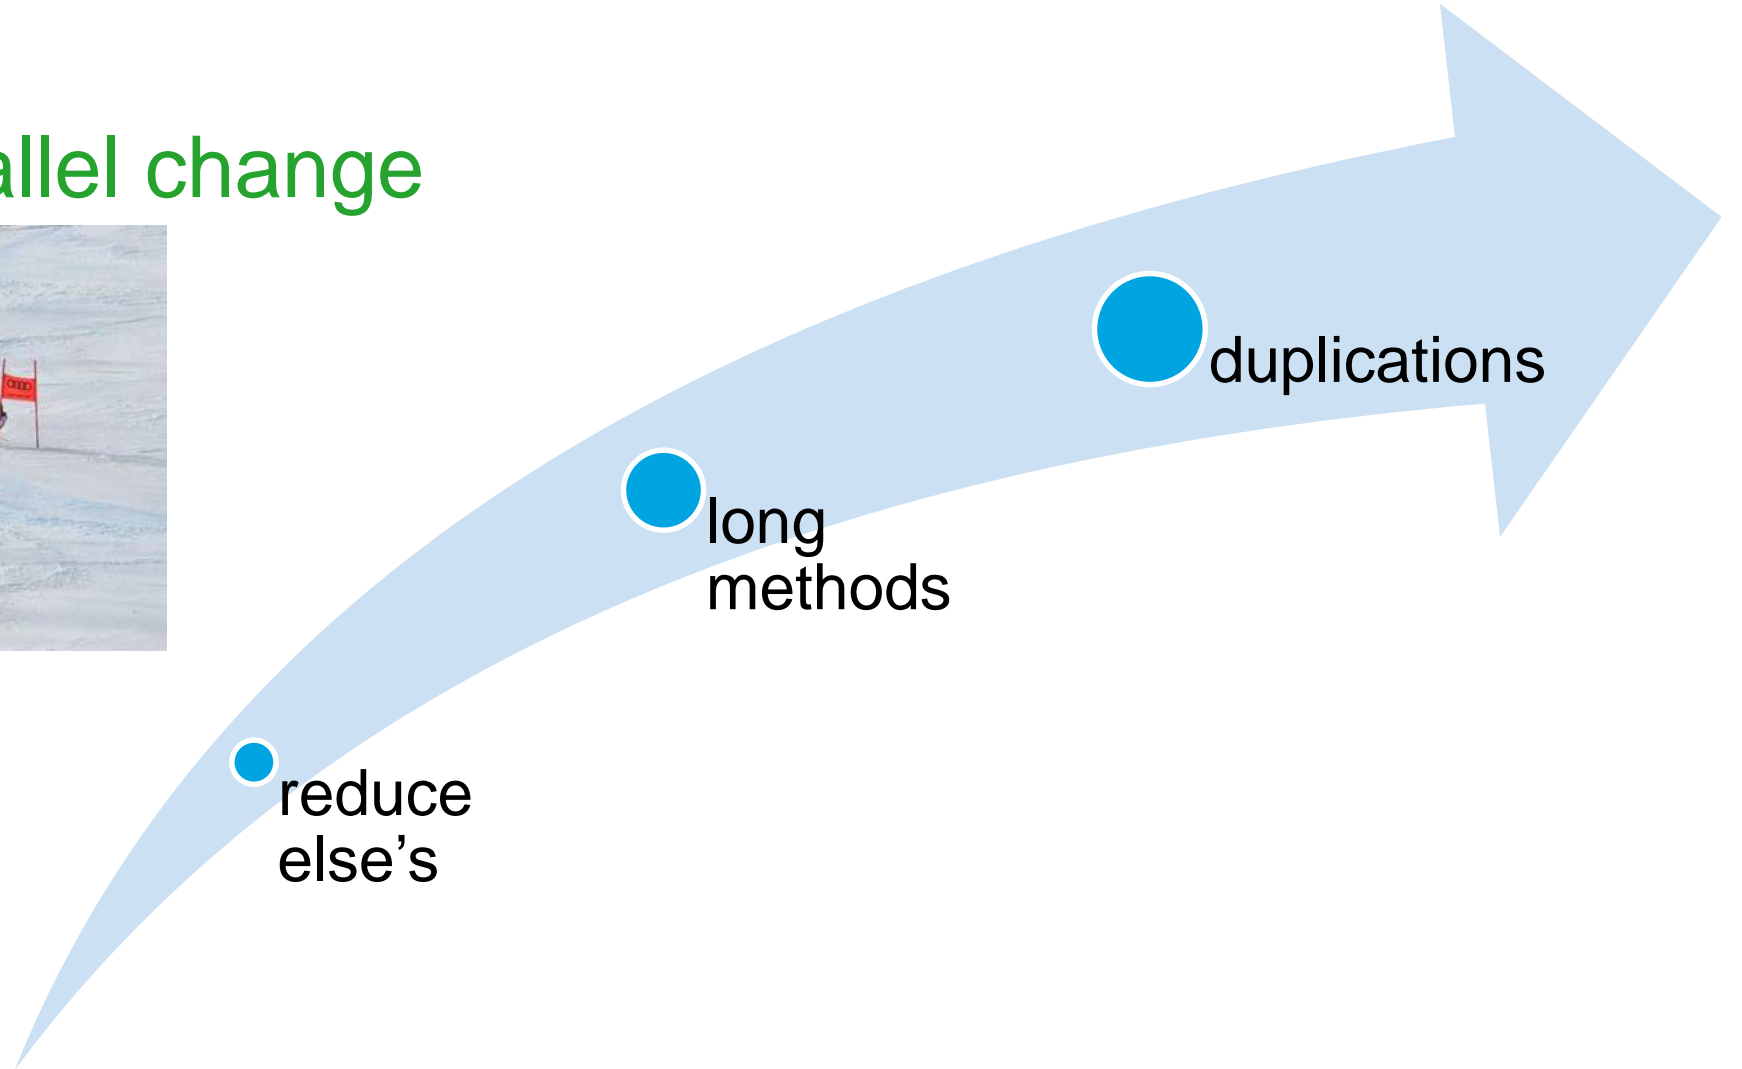 allel change
duplications
long
methods
reduce
else’s